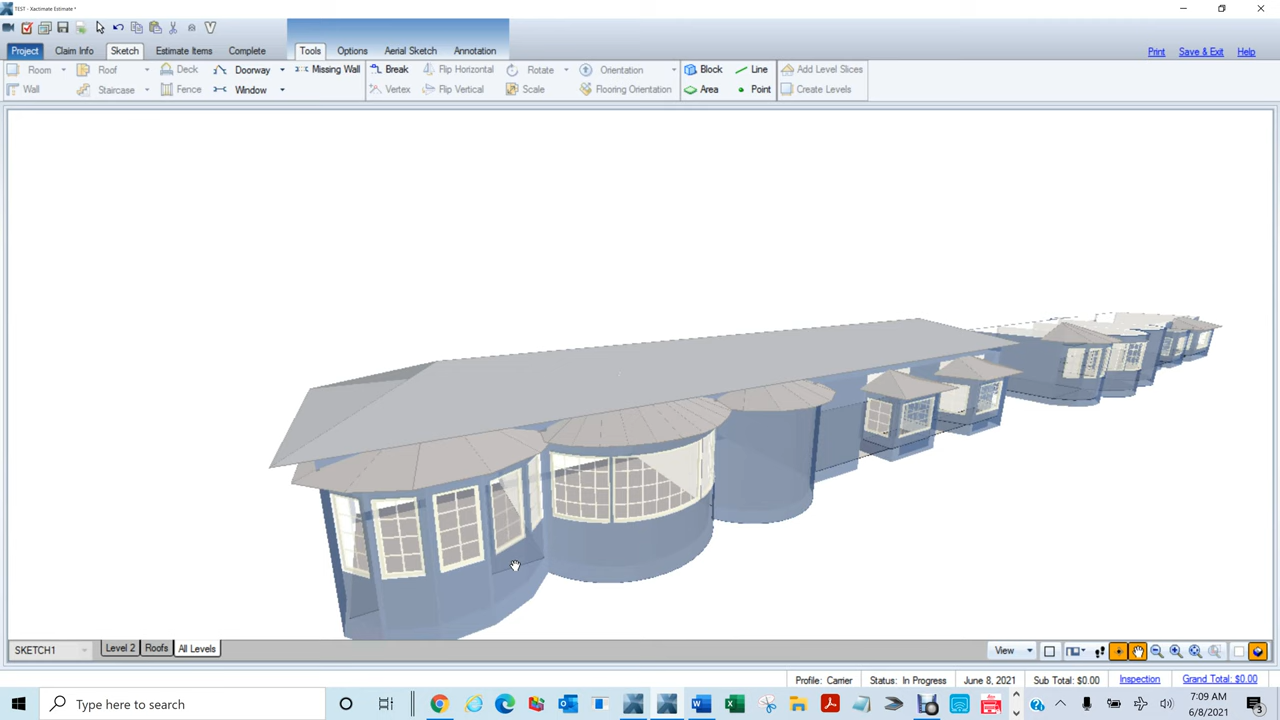 TEST - Xactimate Estimate *
Project Claim Info Sketch Estimate Items Complete Tools Options Aerial Sketch Annotation Print Save & Exit Help
Room Roof Deck Doorway Missing Wall Break Flip Horizontal Rotate Orientation Block Line Add Level Slices
Wall Staircase Fence Window Vertex Flip Vertical Scale Flooring Orientation Area Point Create Levels
SKETCH1 Level 2 Roofs All Levels View
Profile: Carrier Status: In Progress June 8, 2021 Sub Total: $0.00 Inspection Grand Total: $0.00
Type here to search
7:09 AM
6/8/2021
3